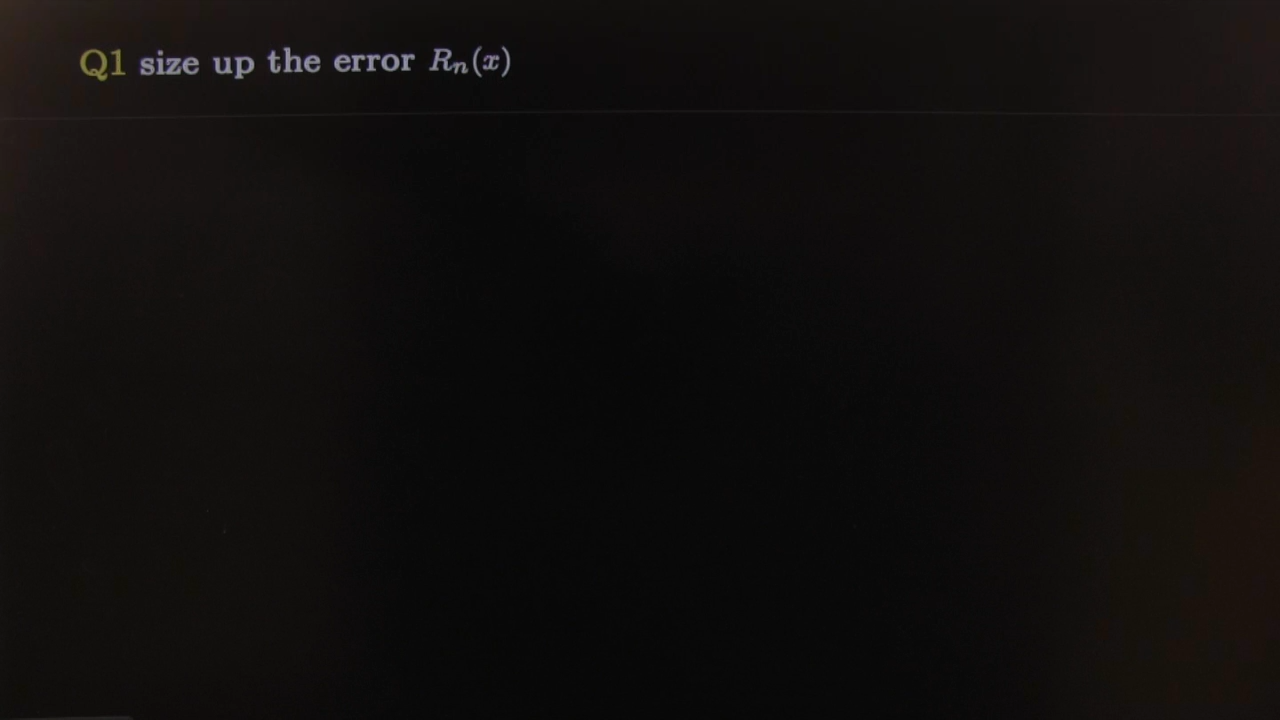 Q1 size up the error Rₙ(x)